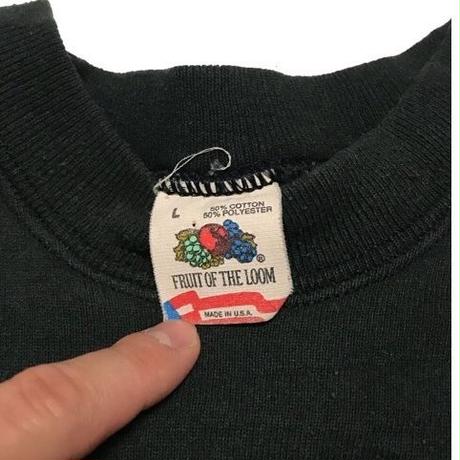 L
50% COTTON
50% POLYESTER
®
FRUIT OF THE LOOM
MADE IN U.S.A.